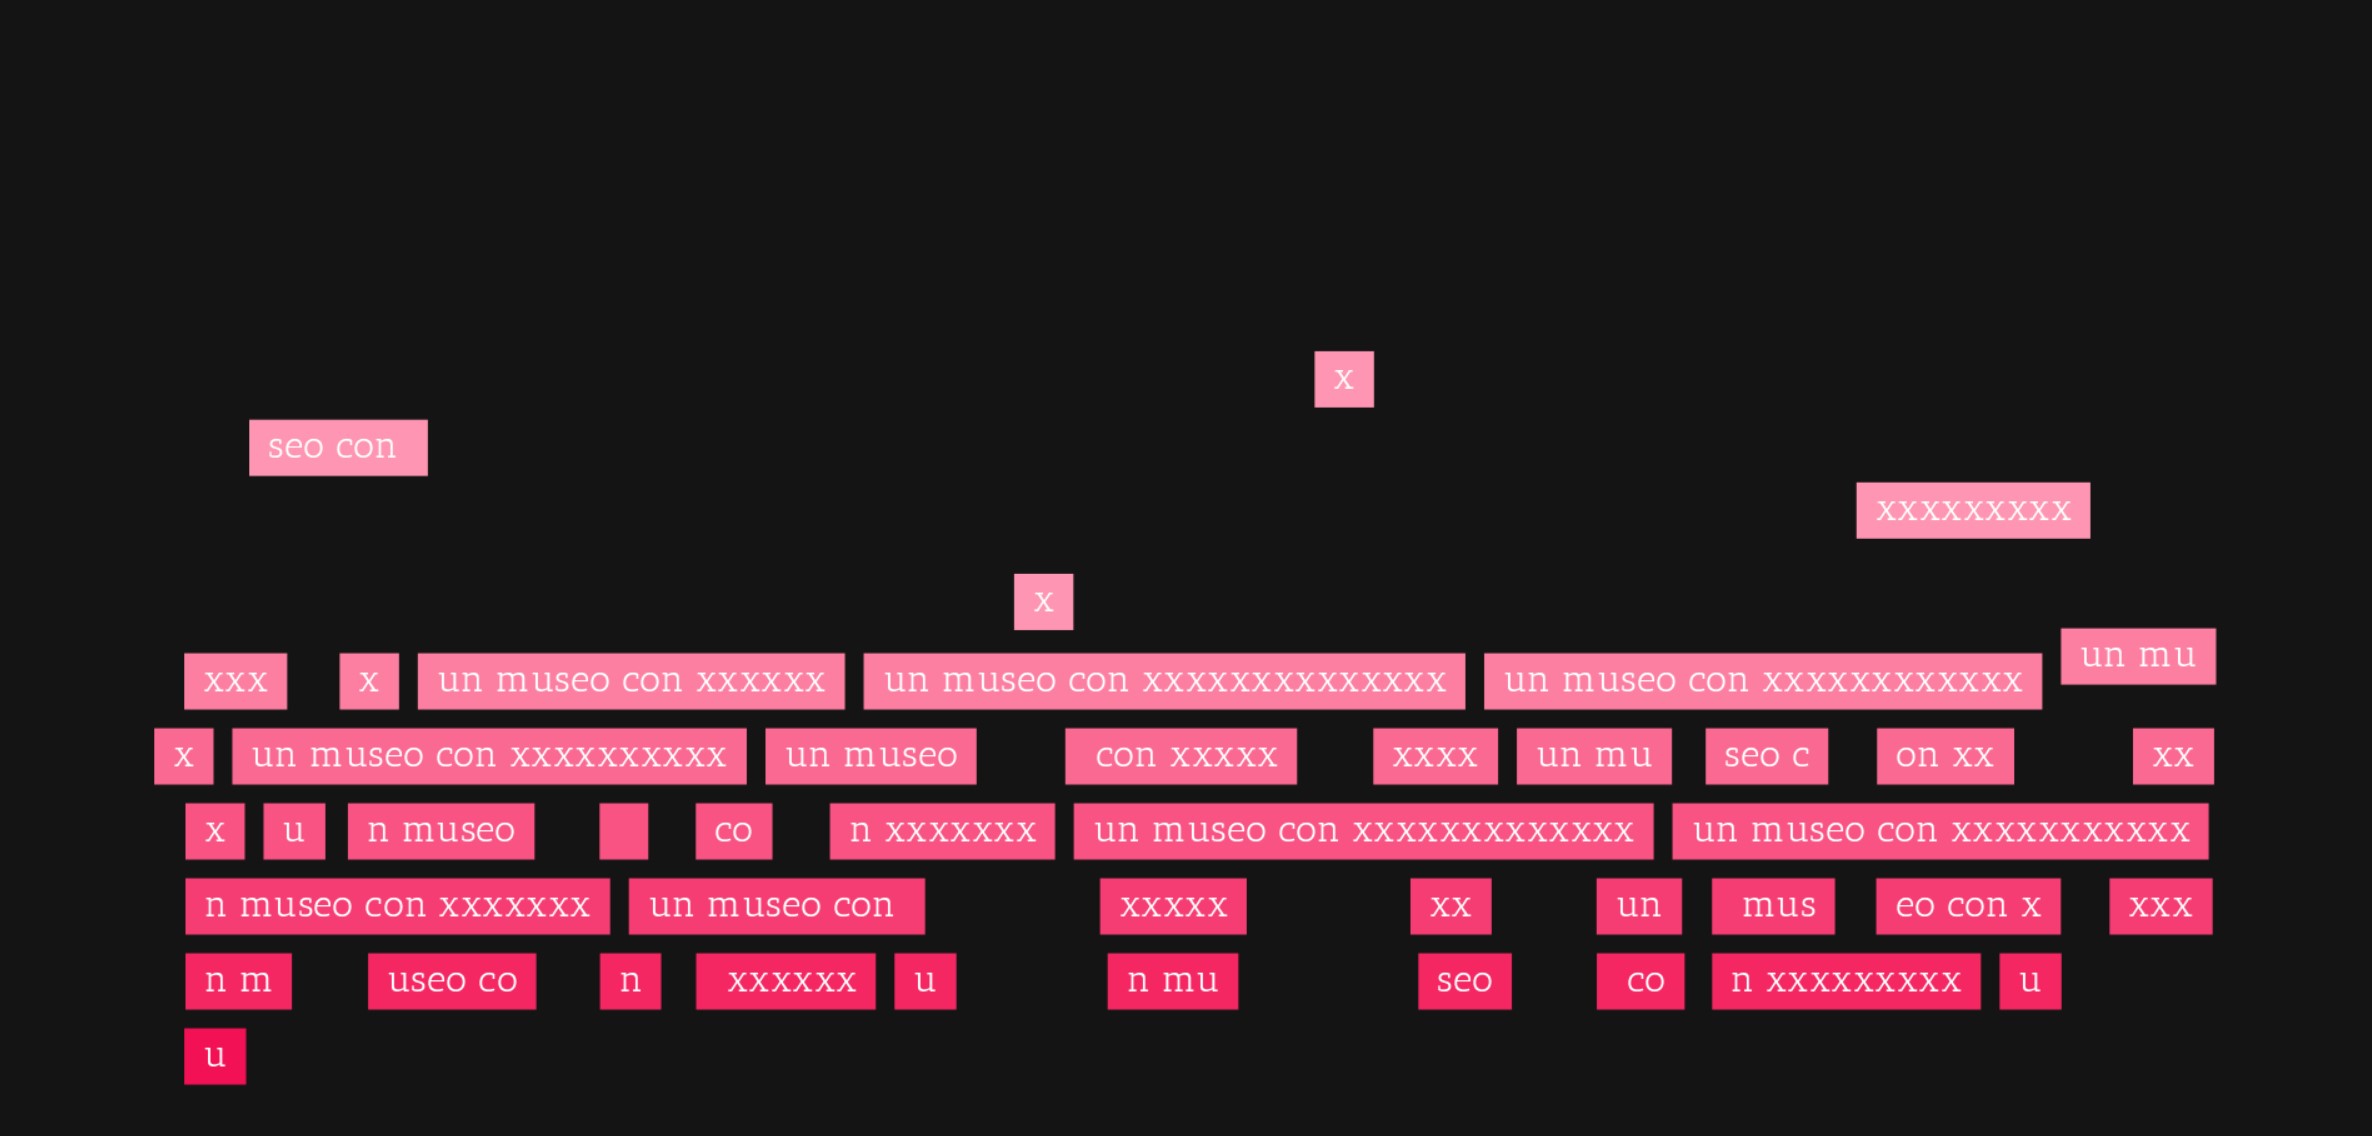 x
seo con
xxxxxxxxx
x
un mu
xxx x un museo con xxxxxx un museo con xxxxxxxxxxxxxx un museo con xxxxxxxxxxxx
x un museo con xxxxxxxxxx un museo con xxxxx xxxx un mu seo c on xx xx
x u n museo co n xxxxxxx un museo con xxxxxxxxxxxxx un museo con xxxxxxxxxxx
n museo con xxxxxxx un museo con xxxxx xx un mus eo con x xxx
n m useo co n xxxxxx u n mu seo co n xxxxxxxxx u
u